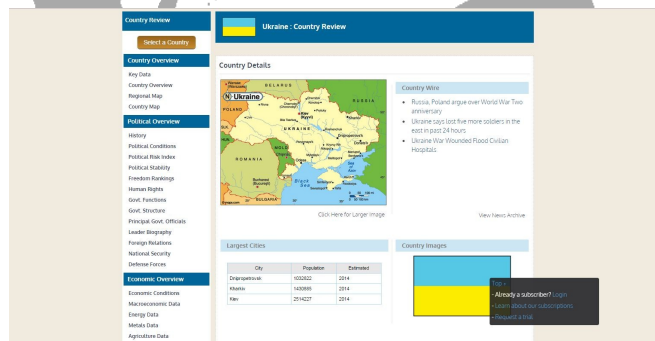 Country Review
Select a Country
Country Overview
Key Data
Country Overview
Regional Map
Country Map
Political Overview
History
Political Conditions
Political Risk Index
Political Stability
Freedom Rankings
Human Rights
Govt. Functions
Govt. Structure
Principal Govt. Officials
Leader Biography
Foreign Relations
National Security
Defense Forces
Economic Overview
Economic Conditions
Macroeconomic Data
Energy Data
Metals Data
Agriculture Data
Ukraine : Country Review
Country Details
Ukraine
BELARUS
RUSSIA
POLAND
UKRAINE
ROMANIA
BULGARIA
Black
Sea
Click Here for Larger Image
Country Wire
Russia, Poland argue over World War Two
anniversary
Ukraine says lost five more soldiers in the
east in past 24 hours
Ukraine War Wounded Flood Civilian
Hospitals
View News Archive
Largest Cities
City Population Estimated
Dnipropetrovsk 1032822 2014
Kharkiv 1430885 2014
Kiev 2514227 2014
Country Images
Top
- Already a subscriber? Login
- Learn about our subscriptions
- Request a trial